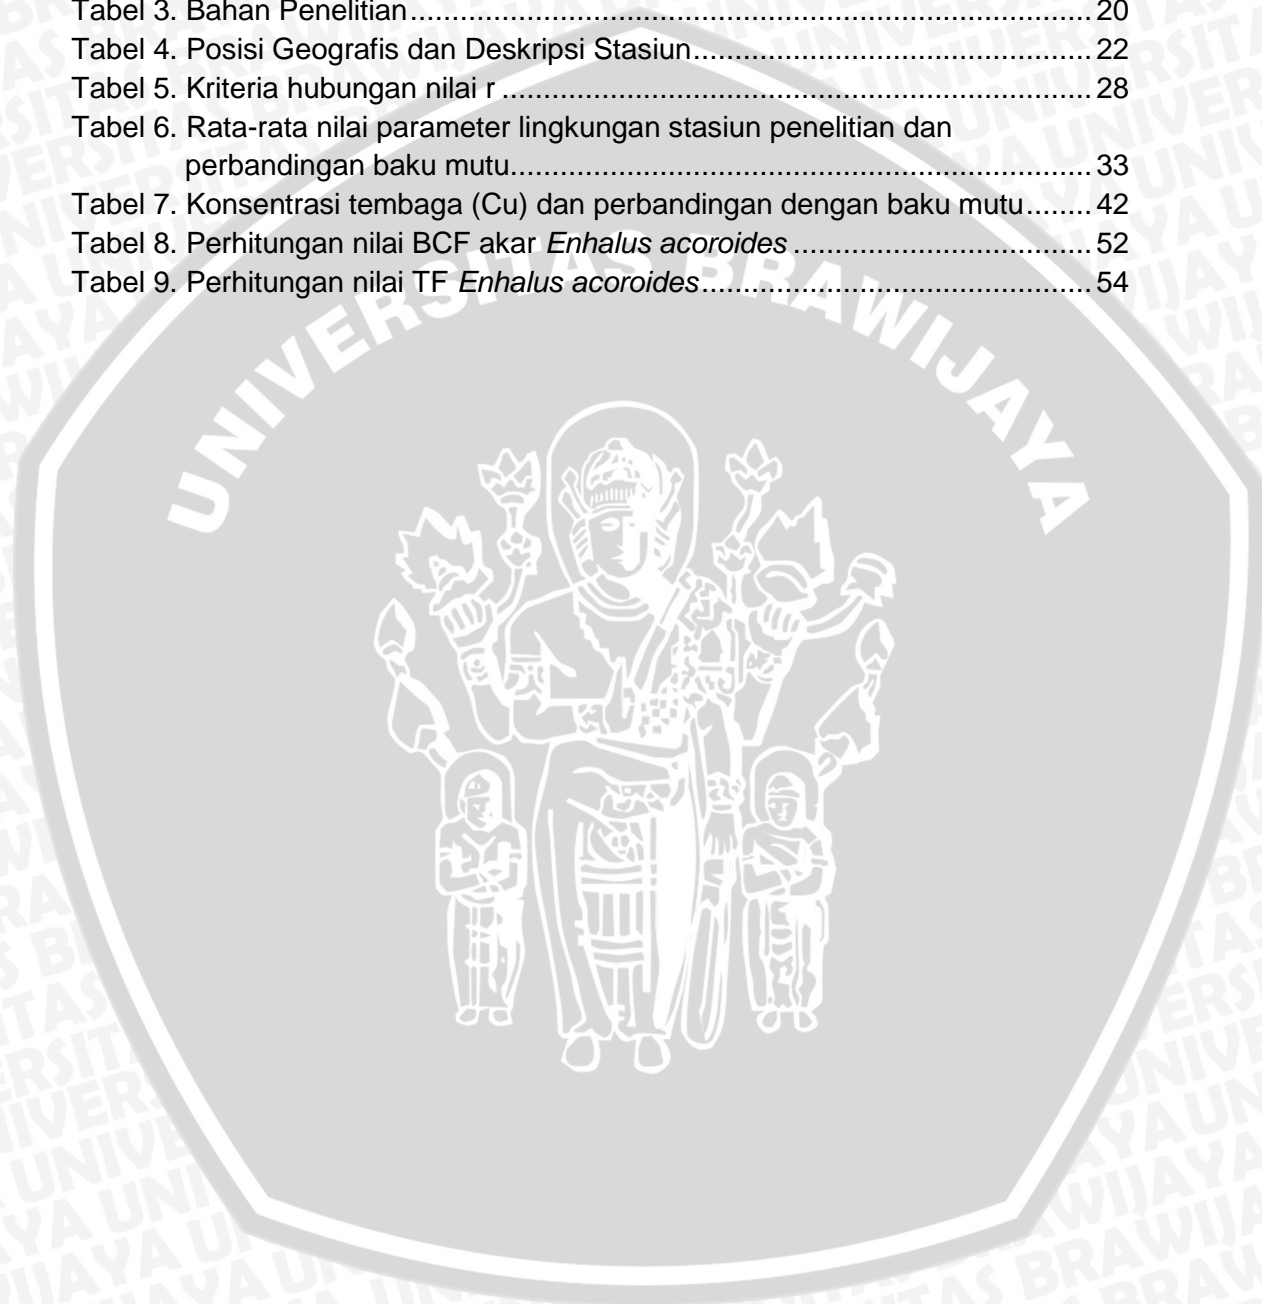 Tabel 3. Bahan Penelitian.......................................................................................20
Tabel 4. Posisi Geografis dan Deskripsi Stasiun..................................................22
Tabel 5. Kriteria hubungan nilai r ..........................................................................28
Tabel 6. Rata-rata nilai parameter lingkungan stasiun penelitian dan
perbandingan baku mutu.........................................................................33
Tabel 7. Konsentrasi tembaga (Cu) dan perbandingan dengan baku mutu........42
Tabel 8. Perhitungan nilai BCF akar Enhalus acoroides ......................................52
Tabel 9. Perhitungan nilai TF Enhalus acoroides..................................................54
UNIVERSITAS BRAWIJAYA